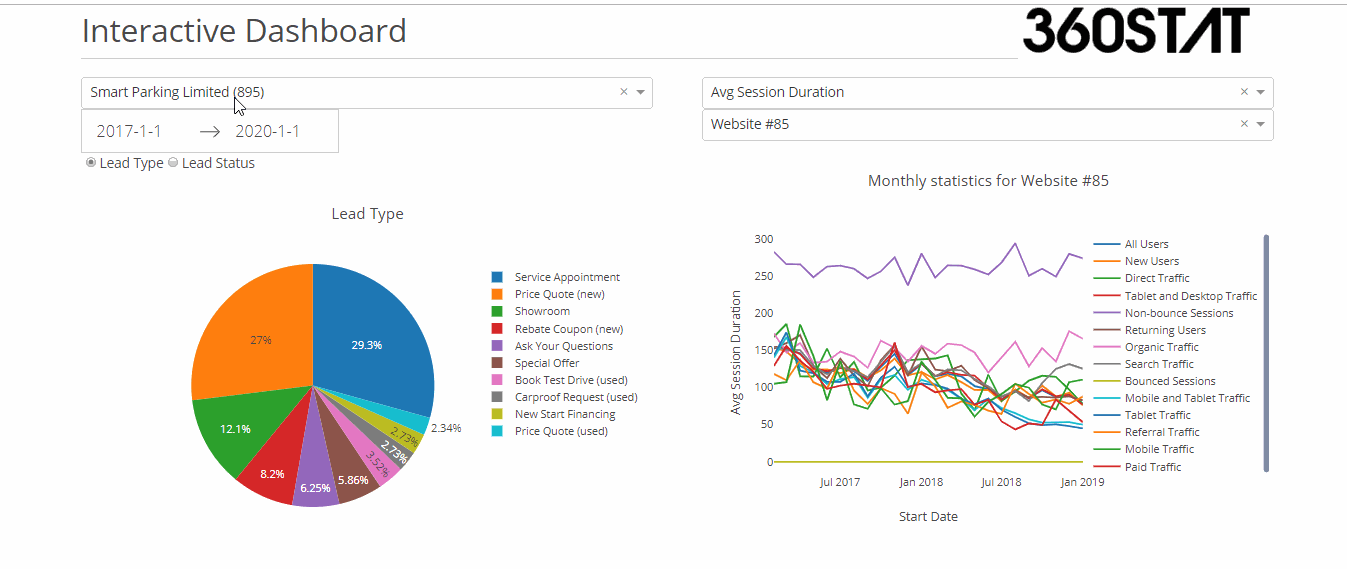 Interactive Dashboard
360STAT
Smart Parking Limited (895)
2017-1-1 → 2020-1-1
Lead Type Lead Status
Avg Session Duration
Website #85
Lead Type
29.3%
27%
12.1%
8.2%
6.25%
5.86%
3.52%
2.73%
2.73%
2.34%
Service Appointment
Price Quote (new)
Showroom
Rebate Coupon (new)
Ask Your Questions
Special Offer
Book Test Drive (used)
Carproof Request (used)
New Start Financing
Price Quote (used)
Monthly statistics for Website #85
Avg Session Duration
300
250
200
150
100
50
0
Jul 2017 Jan 2018 Jul 2018 Jan 2019
Start Date
All Users
New Users
Direct Traffic
Tablet and Desktop Traffic
Non-bounce Sessions
Returning Users
Organic Traffic
Search Traffic
Bounced Sessions
Mobile and Tablet Traffic
Tablet Traffic
Referral Traffic
Mobile Traffic
Paid Traffic